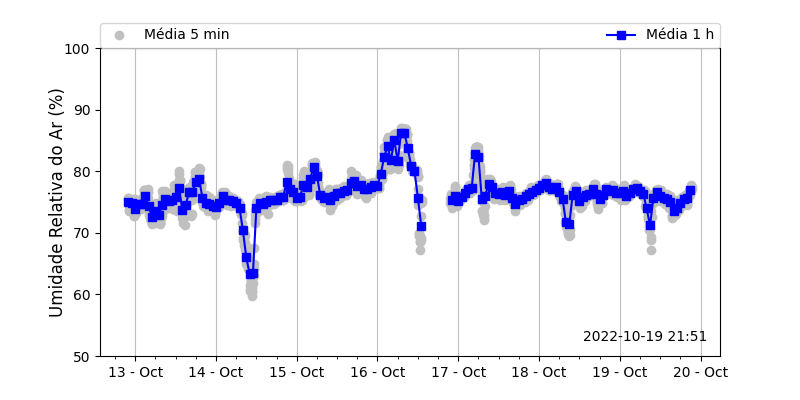 Média 5 min
Média 1 h
Umidade Relativa do Ar (%)
100
90
80
70
60
50
2022-10-19 21:51
13 - Oct
14 - Oct
15 - Oct
16 - Oct
17 - Oct
18 - Oct
19 - Oct
20 - Oct